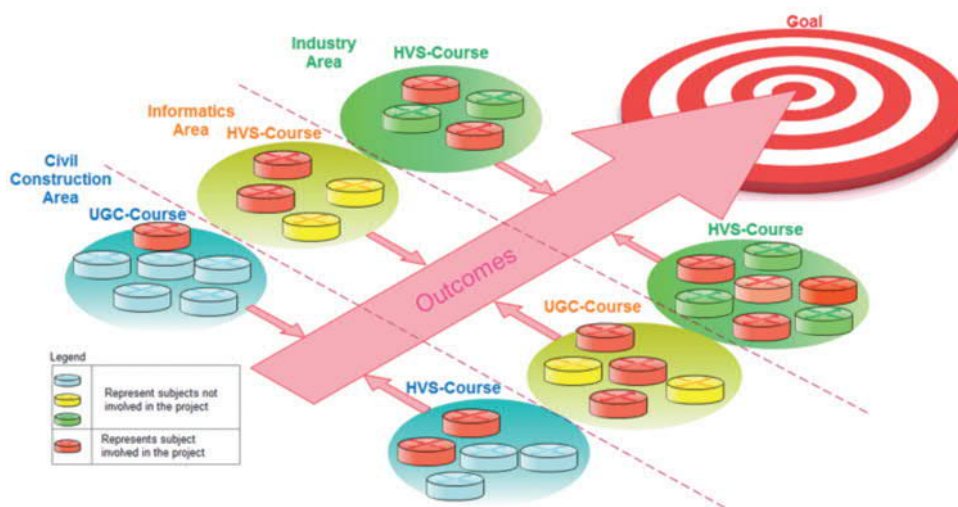 Goal
Industry
Area
HVS-Course
Informatics
Area
HVS-Course
Civil
Construction
Area
UGC-Course
HVS-Course
Outcomes
UGC-Course
HVS-Course
Legend
Represent subjects not
involved in the project
Represents subject
involved in the project